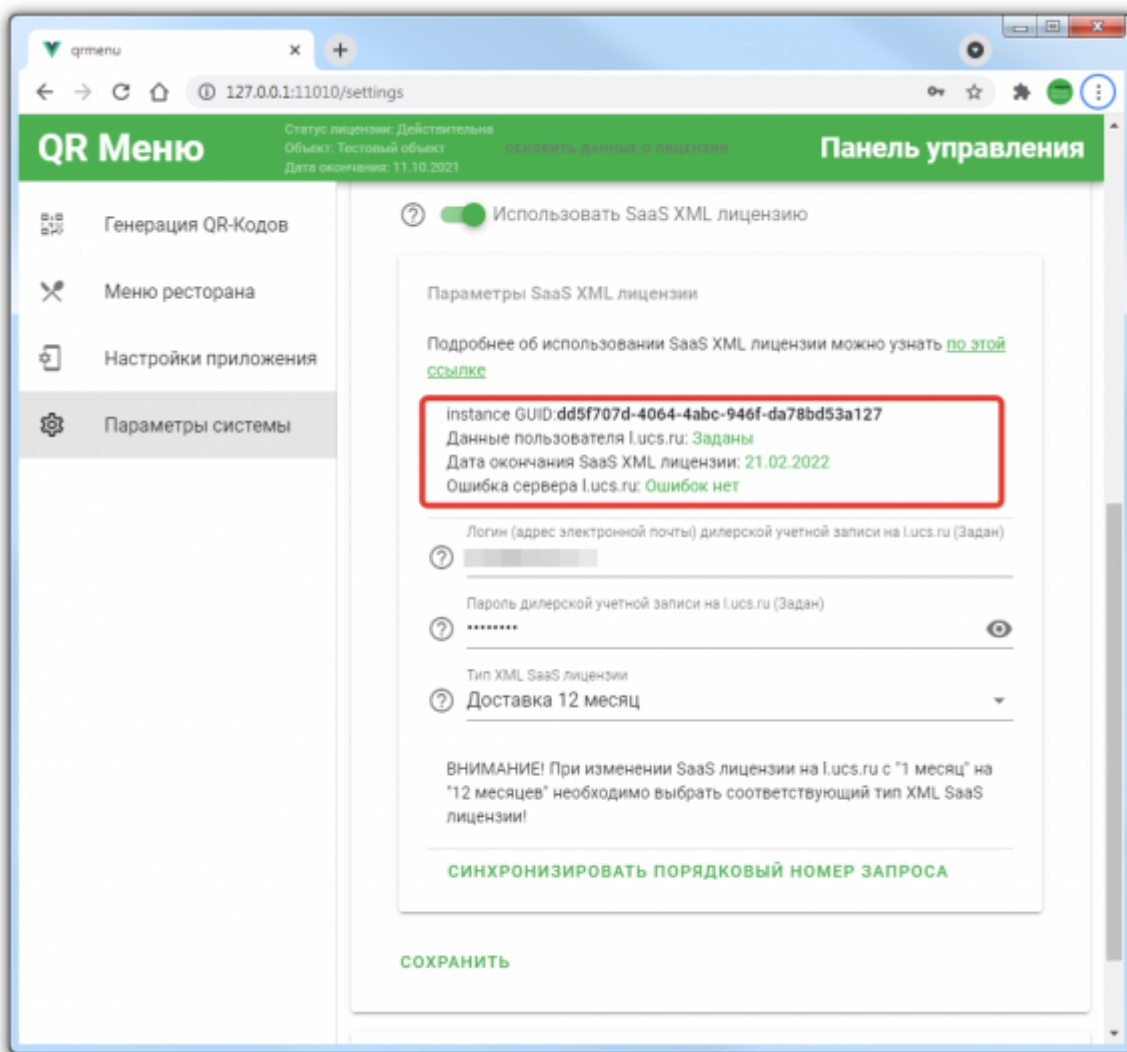 qrmenu
127.0.0.1:11010/settings
QR Меню
Статус лицензии: Действительна
Объект: Тестовый объект
Дата окончания: 11.10.2021
ОБНОВИТЬ ДАННЫЕ О ЛИЦЕНЗИИ
Панель управления
Генерация QR-Кодов
Меню ресторана
Настройки приложения
Параметры системы
Использовать SaaS XML лицензию
Параметры SaaS XML лицензии
Подробнее об использовании SaaS XML лицензии можно узнать по этой
ссылке
instance GUID:dd5f707d-4064-4abc-946f-da78bd53a127
Данные пользователя l.ucs.ru: Заданы
Дата окончания SaaS XML лицензии: 21.02.2022
Ошибка сервера l.ucs.ru: Ошибок нет
Логин (адрес электронной почты) дилерской учетной записи на l.ucs.ru (Задан)
Пароль дилерской учетной записи на l.ucs.ru (Задан)
Тип XML SaaS лицензии
Доставка 12 месяц
ВНИМАНИЕ! При изменении SaaS лицензии на l.ucs.ru с "1 месяц" на
"12 месяцев" необходимо выбрать соответствующий тип XML SaaS
лицензии!
СИНХРОНИЗИРОВАТЬ ПОРЯДКОВЫЙ НОМЕР ЗАПРОСА
СОХРАНИТЬ